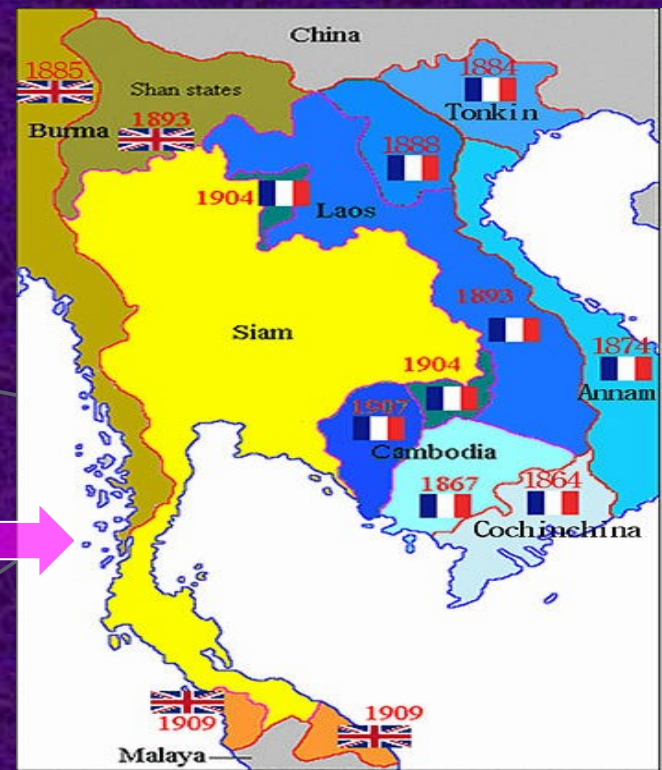 China
1885
1884
Shan states
Tonkin
Burma
1893
1888
1904
Laos
1893
Siam
1904
1874
Annam
1907
Cambodia
1867
1864
Cochinchina
1909
1909
Malaya